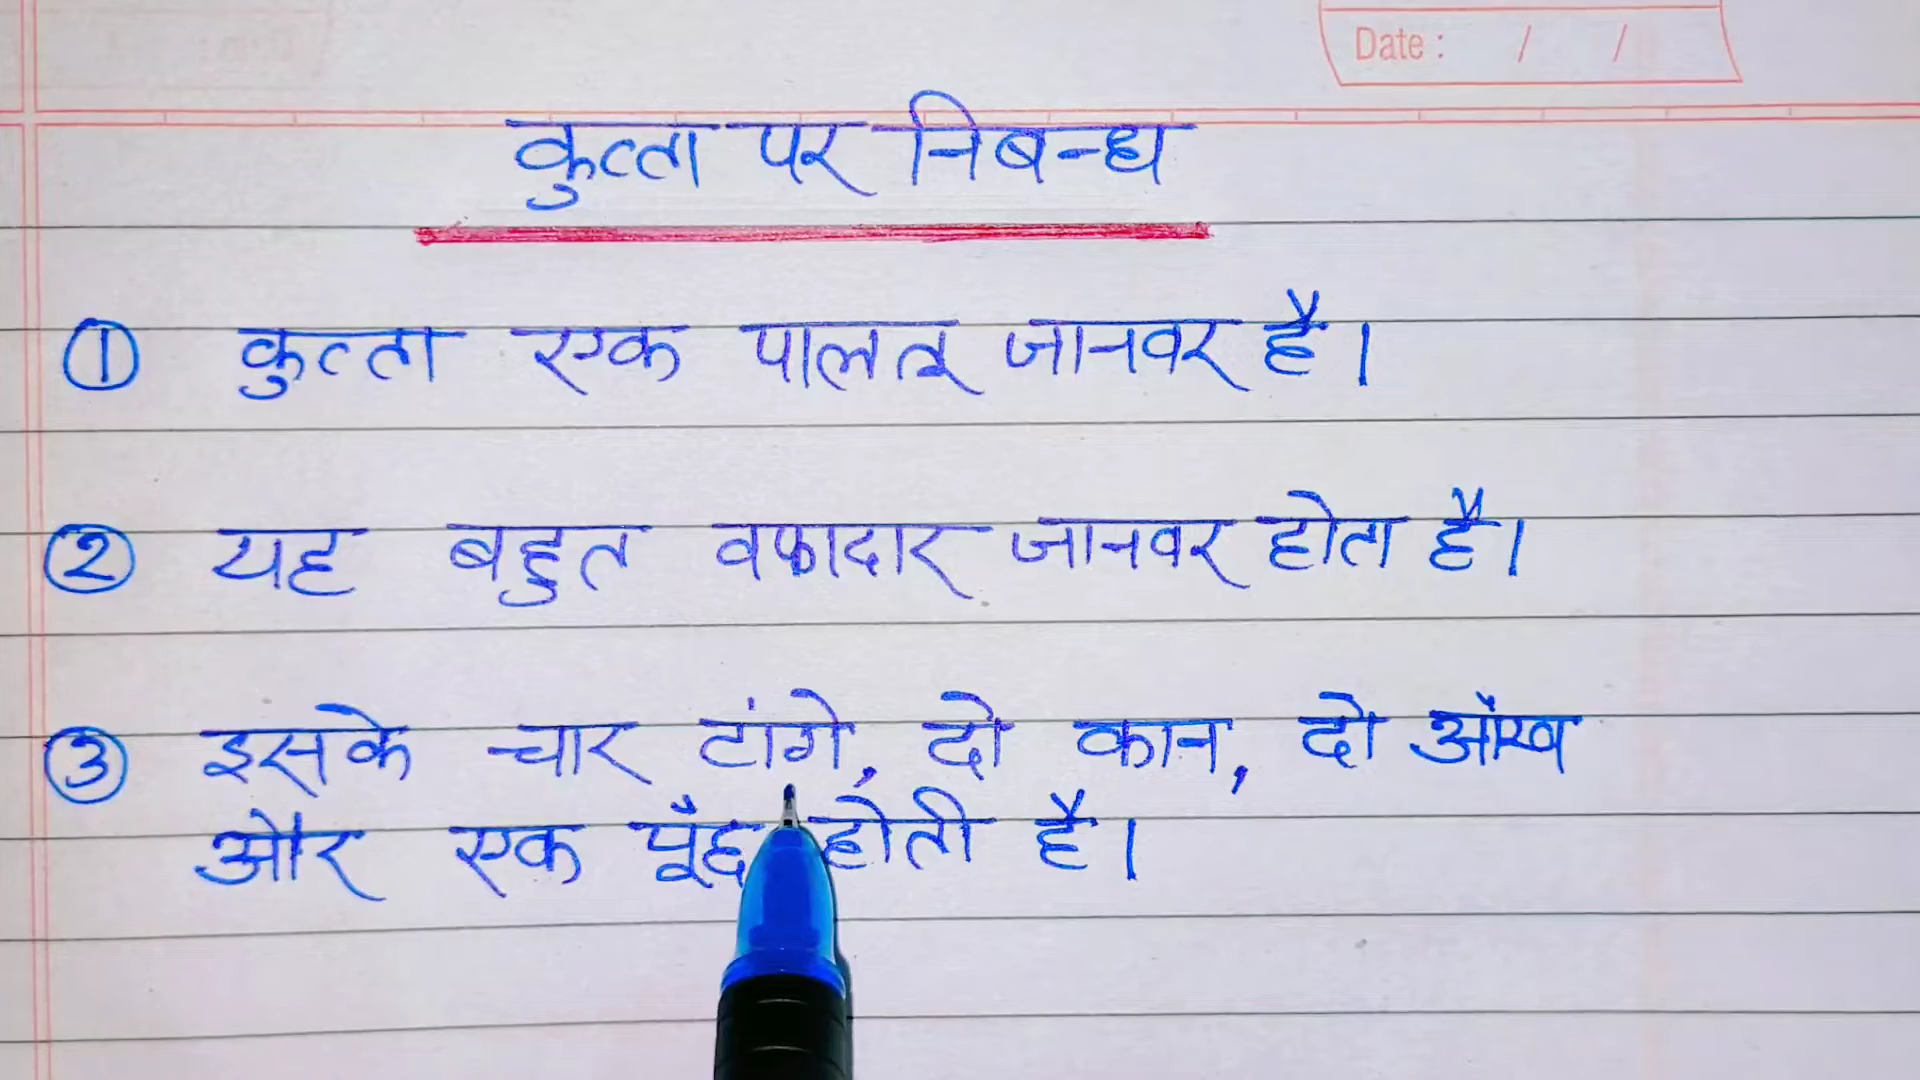 Date : / /
कुत्ता पर निबन्ध
① कुत्ता एक पालतू जानवर है।
② यह बहुत वफादार जानवर होता है।
③ इसके चार टांगे, दो कान, दो आँख
और एक पूँछ होती है।